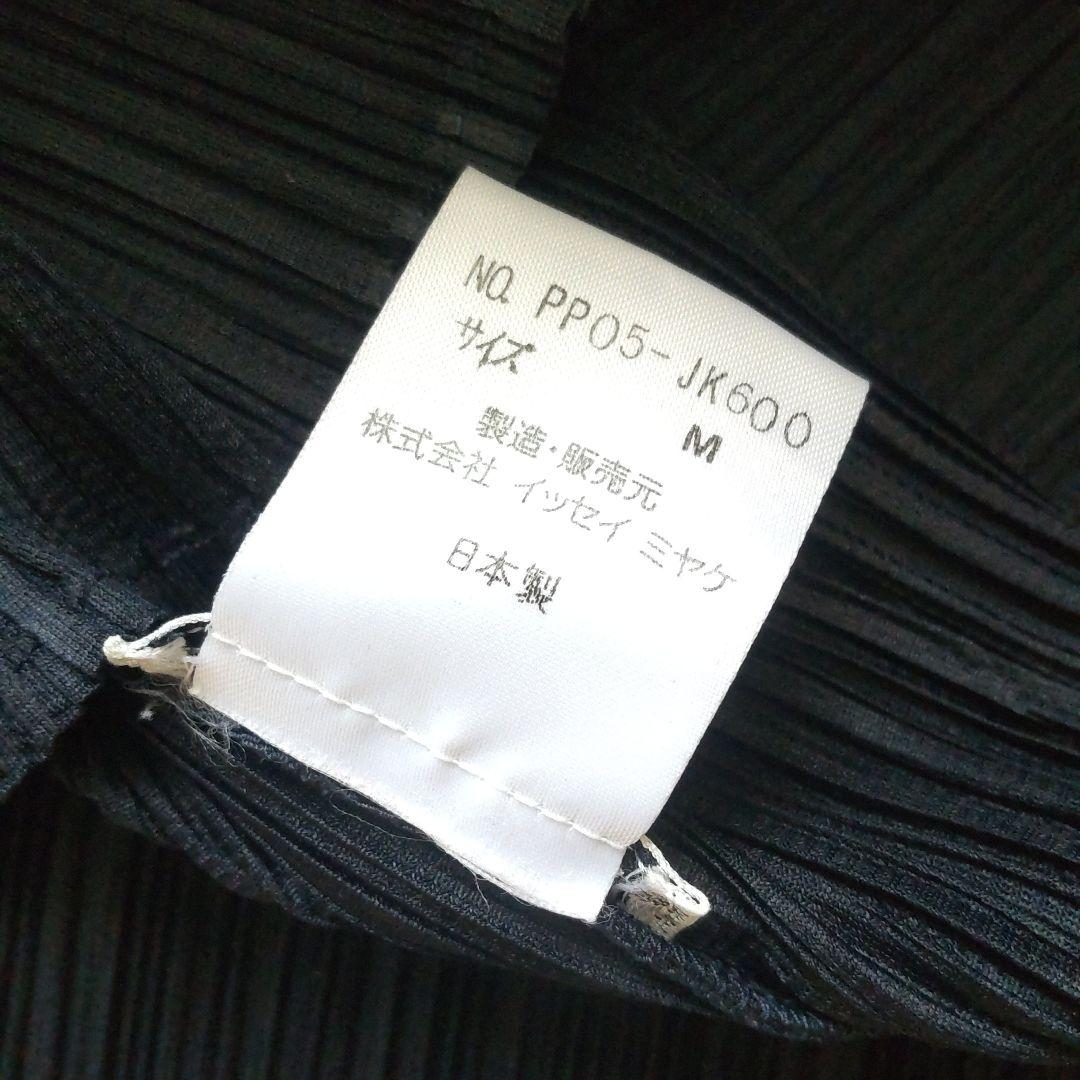 NO. PP05-JK600
サイズ M
製造・販売元
株式会社 イッセイ ミヤケ
日本製